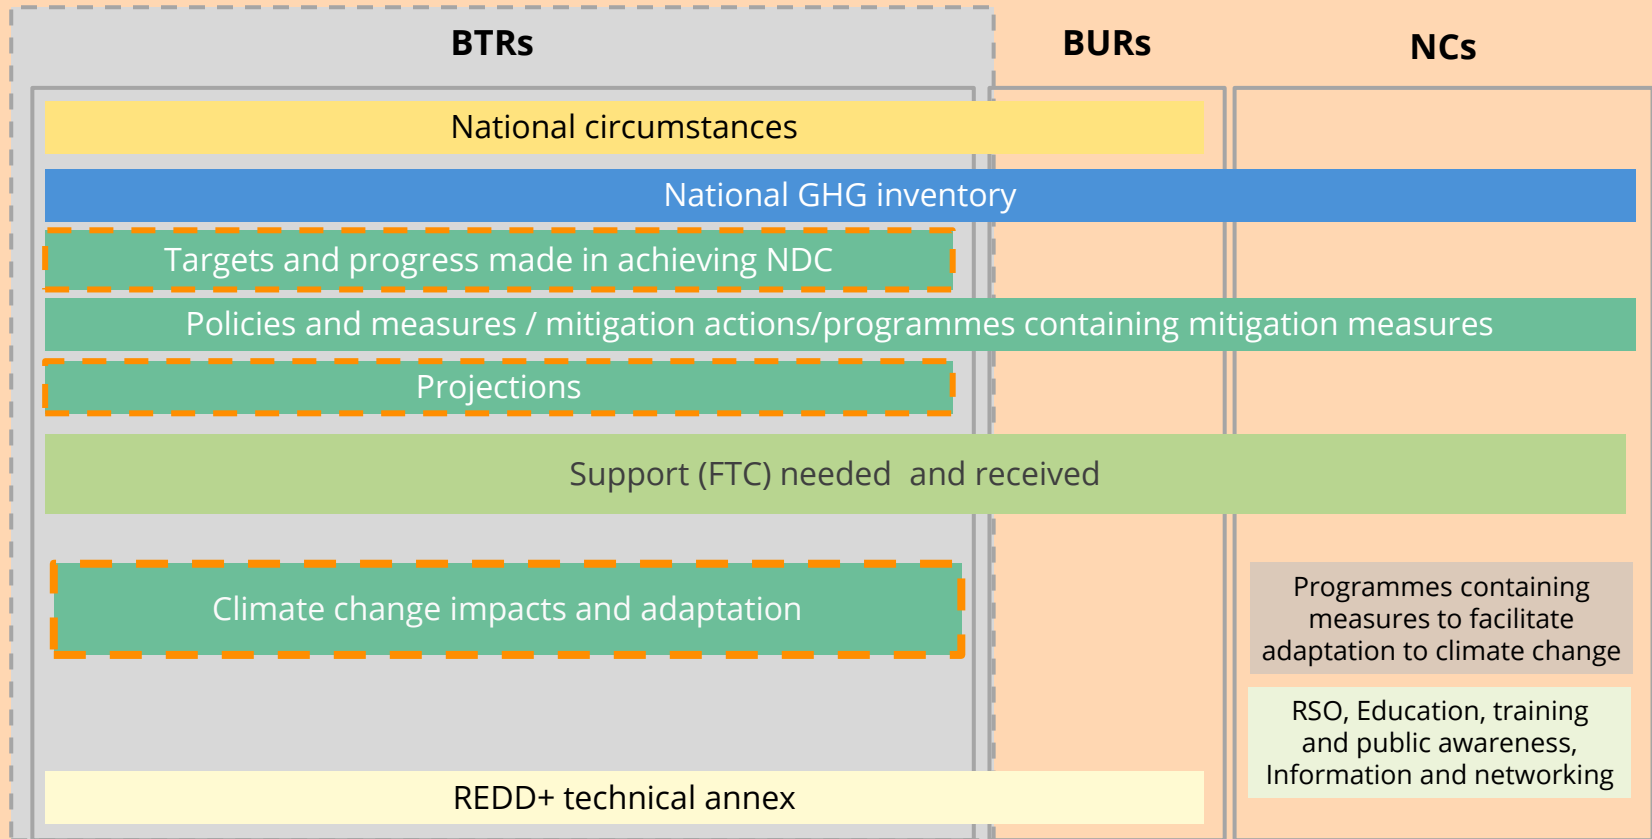 BTRs
BURs
NCs
National circumstances
National GHG inventory
Targets and progress made in achieving NDC
Policies and measures / mitigation actions/programmes containing mitigation measures
Projections
Support (FTC) needed  and received
Climate change impacts and adaptation
Programmes containing
measures to facilitate
adaptation to climate change
RSO, Education, training
and public awareness,
Information and networking
REDD+ technical annex